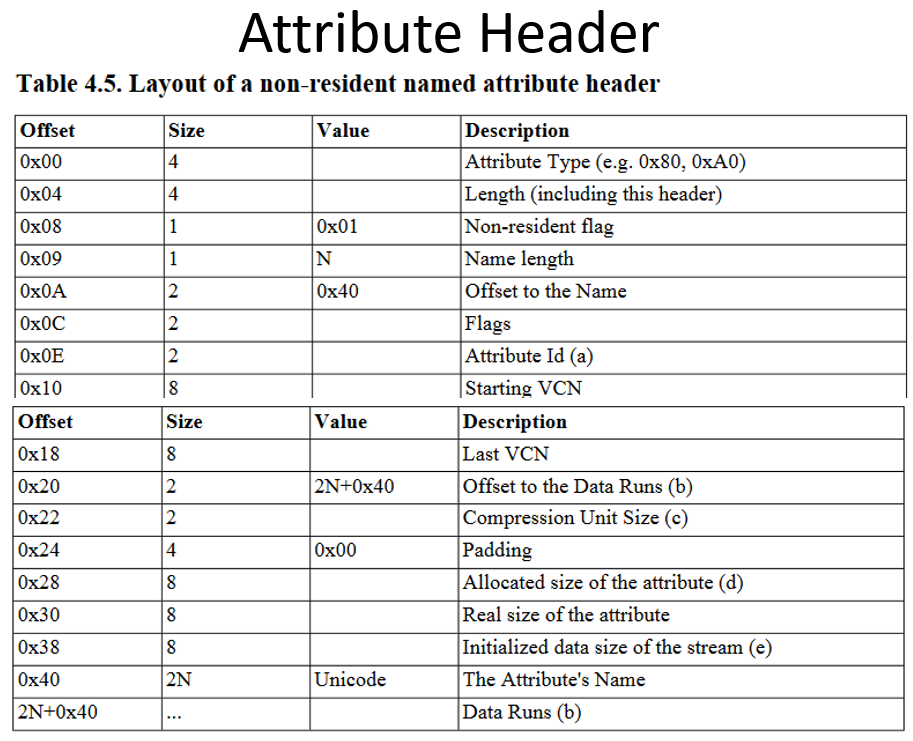 Attribute Header
Table 4.5. Layout of a non-resident named attribute header
Offset Size Value Description
0x00 4 Attribute Type (e.g. 0x80, 0xA0)
0x04 4 Length (including this header)
0x08 1 0x01 Non-resident flag
0x09 1 N Name length
0x0A 2 0x40 Offset to the Name
0x0C 2 Flags
0x0E 2 Attribute Id (a)
0x10 8 Starting VCN
Offset Size Value Description
0x18 8 Last VCN
0x20 2 2N+0x40 Offset to the Data Runs (b)
0x22 2 Compression Unit Size (c)
0x24 4 0x00 Padding
0x28 8 Allocated size of the attribute (d)
0x30 8 Real size of the attribute
0x38 8 Initialized data size of the stream (e)
0x40 2N Unicode The Attribute's Name
2N+0x40 ... Data Runs (b)